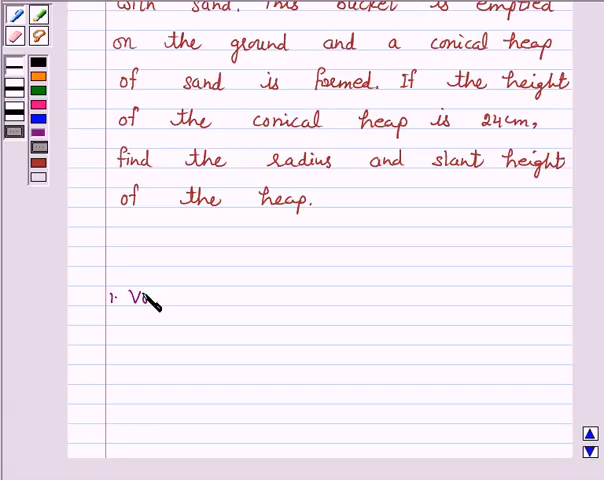 with sand. This bucket is emptied
on the ground and a conical heap
of sand is formed. If the height
of the conical heap is 24cm,
find the radius and slant height
of the heap.
1. Vo